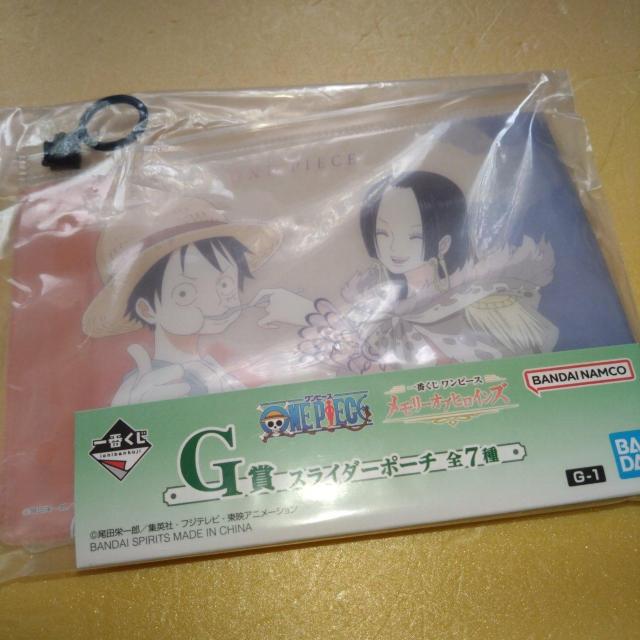 ONE PIECE
一番くじ
ichibankuji
ワンピース
ONE PIECE
一番くじ ワンピース
メモリーオブヒロインズ
BANDAI NAMCO
G賞 スライダーポーチ 全7種
G-1
©尾田栄一郎／集英社・フジテレビ・東映アニメーション
BANDAI SPIRITS MADE IN CHINA